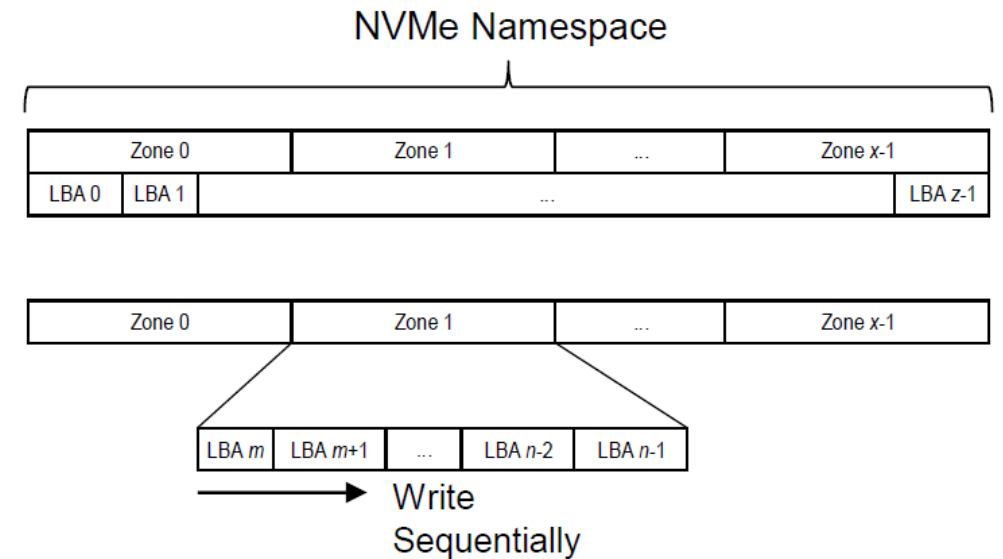 NVMe Namespace
Zone 0 Zone 1 ... Zone x-1
LBA 0 LBA 1 ... LBA z-1
Zone 0 Zone 1 ... Zone x-1
LBA m LBA m+1 ... LBA n-2 LBA n-1
Write
Sequentially